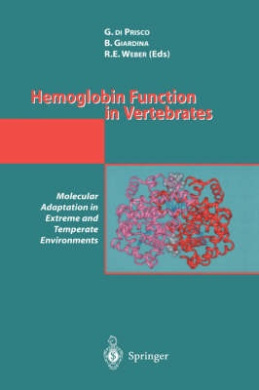 G. di Prisco
B. Giardina
R.E. Weber (Eds)
Hemoglobin Function
in Vertebrates
Molecular
Adaptation in
Extreme and
Temperate
Environments
Springer